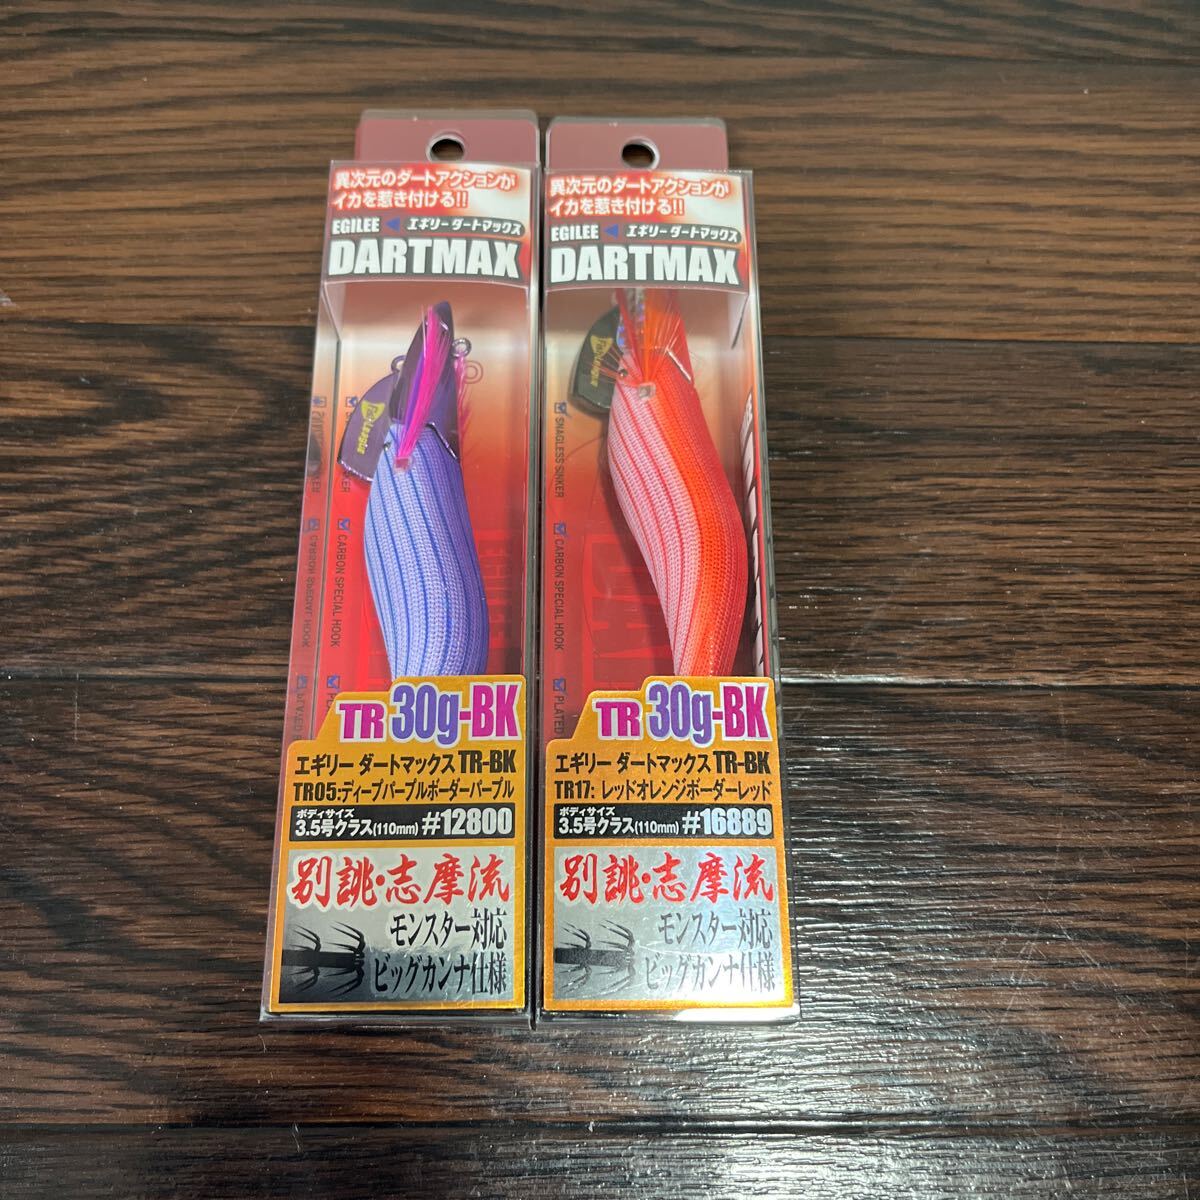 異次元のダートアクションが
イカを惹き付ける!!
EGILEE エギリーダートマックス
DARTMAX
Fish League
SNAGLESS SINKER
CARBON SPECIAL HOOK
TR 30g-BK
エギリー ダートマックス TR-BK
TR05:ディープパープルボーダーパープル
ボディサイズ
3.5号クラス(110mm) #12800
別誂・志摩流
モンスター対応
ビッグカンナ仕様
異次元のダートアクションが
イカを惹き付ける!!
EGILEE エギリーダートマックス
DARTMAX
Fish League
SNAGLESS SINKER
CARBON SPECIAL HOOK
PLATED
TR 30g-BK
エギリー ダートマックス TR-BK
TR17: レッドオレンジボーダーレッド
ボディサイズ
3.5号クラス(110mm) #16889
別誂・志摩流
モンスター対応
ビッグカンナ仕様